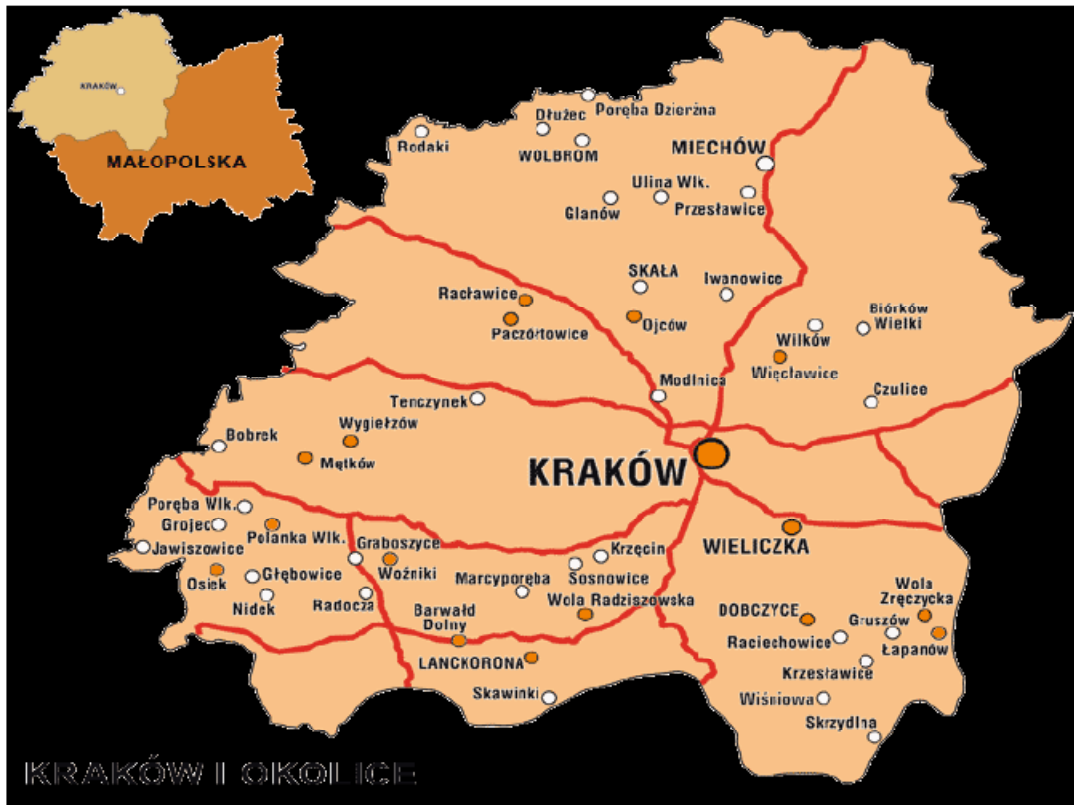 KRAKÓW
MAŁOPOLSKA
Poręba Dzierżna
Dłużec
Rodaki
WOLBROM
MIECHÓW
Ulina Wlk.
Przesławice
Glanów
SKAŁA
Iwanowice
Racławice
Paczółtowice
Ojców
Biórków
Wielki
Wilków
Więcławice
Modlnica
Czulice
Tenczynek
Wygiełzów
Bobrek
Mętków
KRAKÓW
Poręba Wlk.
Grojec
Polanka Wlk.
Jawiszowice
Graboszyce
Woźniki
Krzęcin
Sosnowice
WIELICZKA
Osiek
Głębowice
Nidek
Radocza
Marcyporęba
Wola Radziszowska
Barwałd
Dolny
DOBCZYCE
Wola
Zręczycka
Gruszów
Raciechowice
Łapanów
LANCKORONA
Krzesławice
Skawinki
Wiśniowa
Skrzydlna
KRAKÓW I OKOLICE